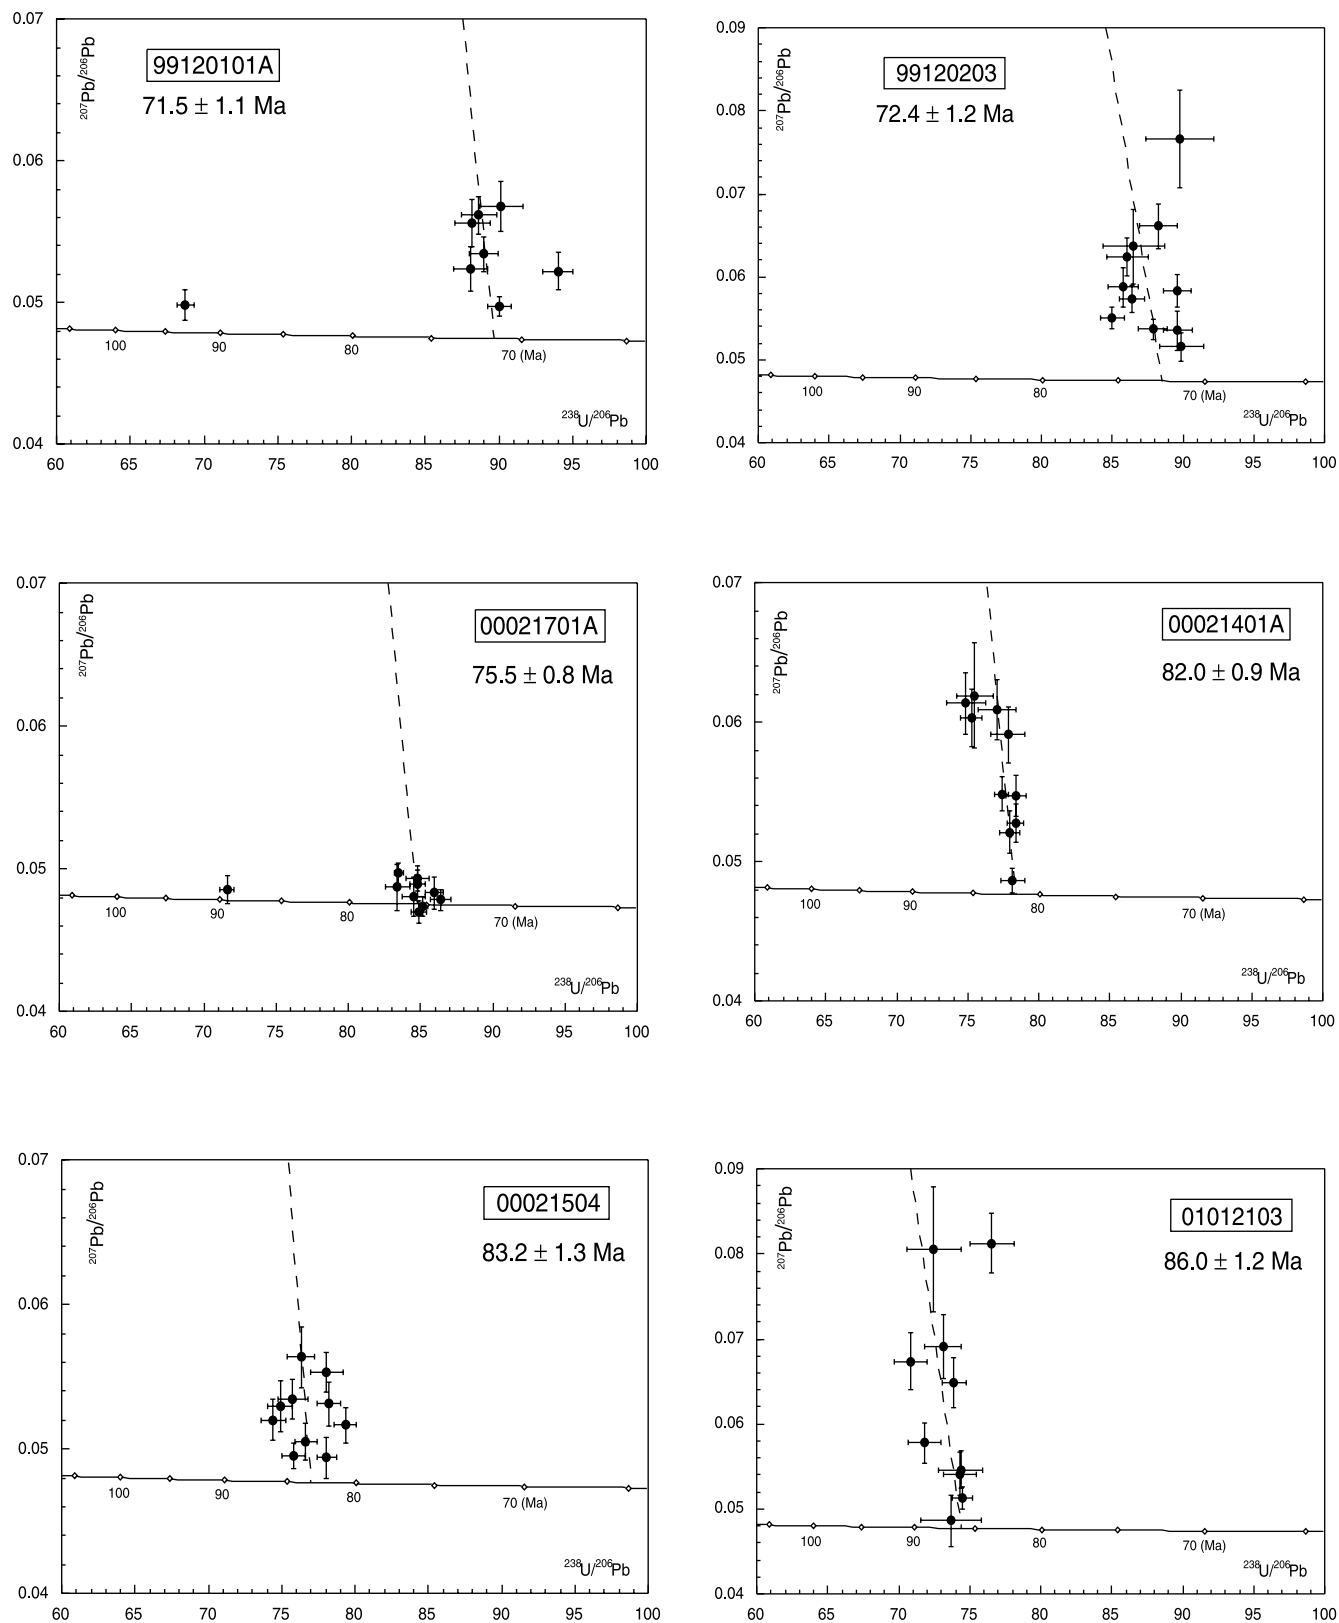 0.07
²⁰⁷Pb/²⁰⁶Pb
99120101A
71.5 ± 1.1 Ma
0.06
0.05
100
90
80
70 (Ma)
²³⁸U/²⁰⁶Pb
0.04
60 65 70 75 80 85 90 95 100
0.09
²⁰⁷Pb/²⁰⁶Pb
99120203
72.4 ± 1.2 Ma
0.08
0.07
0.06
0.05
100
90
80
70 (Ma)
²³⁸U/²⁰⁶Pb
0.04
60 65 70 75 80 85 90 95 100
0.07
²⁰⁷Pb/²⁰⁶Pb
00021701A
75.5 ± 0.8 Ma
0.06
0.05
100
90
80
70 (Ma)
²³⁸U/²⁰⁶Pb
0.04
60 65 70 75 80 85 90 95 100
0.07
²⁰⁷Pb/²⁰⁶Pb
00021401A
82.0 ± 0.9 Ma
0.06
0.05
100
90
80
70 (Ma)
²³⁸U/²⁰⁶Pb
0.04
60 65 70 75 80 85 90 95 100
0.07
²⁰⁷Pb/²⁰⁶Pb
00021504
83.2 ± 1.3 Ma
0.06
0.05
100
90
80
70 (Ma)
²³⁸U/²⁰⁶Pb
0.04
60 65 70 75 80 85 90 95 100
0.09
²⁰⁷Pb/²⁰⁶Pb
01012103
86.0 ± 1.2 Ma
0.08
0.07
0.06
0.05
100
90
80
70 (Ma)
²³⁸U/²⁰⁶Pb
0.04
60 65 70 75 80 85 90 95 100